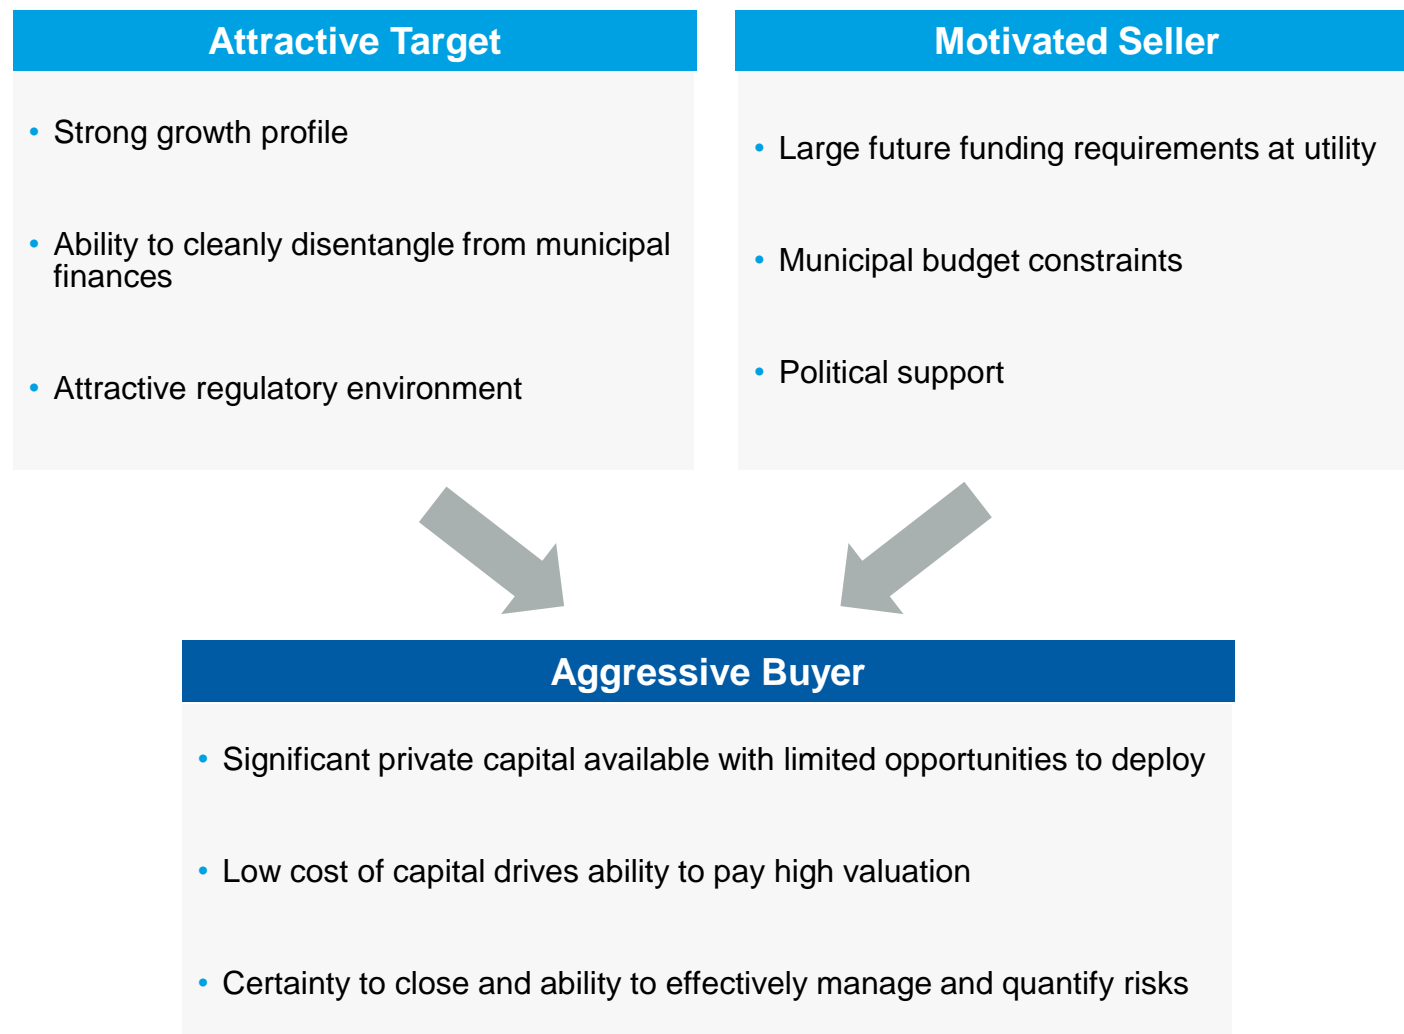 Attractive Target
• Strong growth profile
• Ability to cleanly disentangle from municipal
finances
• Attractive regulatory environment
Motivated Seller
• Large future funding requirements at utility
• Municipal budget constraints
• Political support
Aggressive Buyer
• Significant private capital available with limited opportunities to deploy
• Low cost of capital drives ability to pay high valuation
• Certainty to close and ability to effectively manage and quantify risks